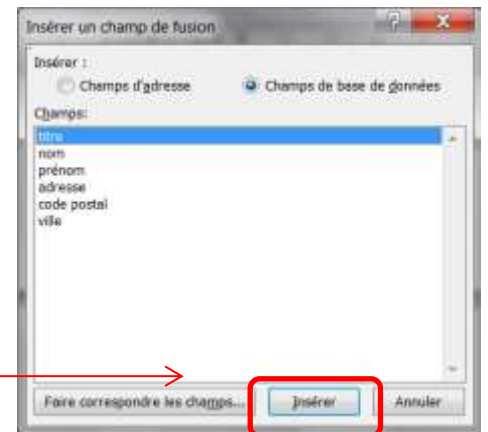 Insérer un champ de fusion
Insérer :
Champs d'adresse Champs de base de données
Champs:
titre
nom
prénom
adresse
code postal
ville
Faire correspondre les champs... Insérer Annuler